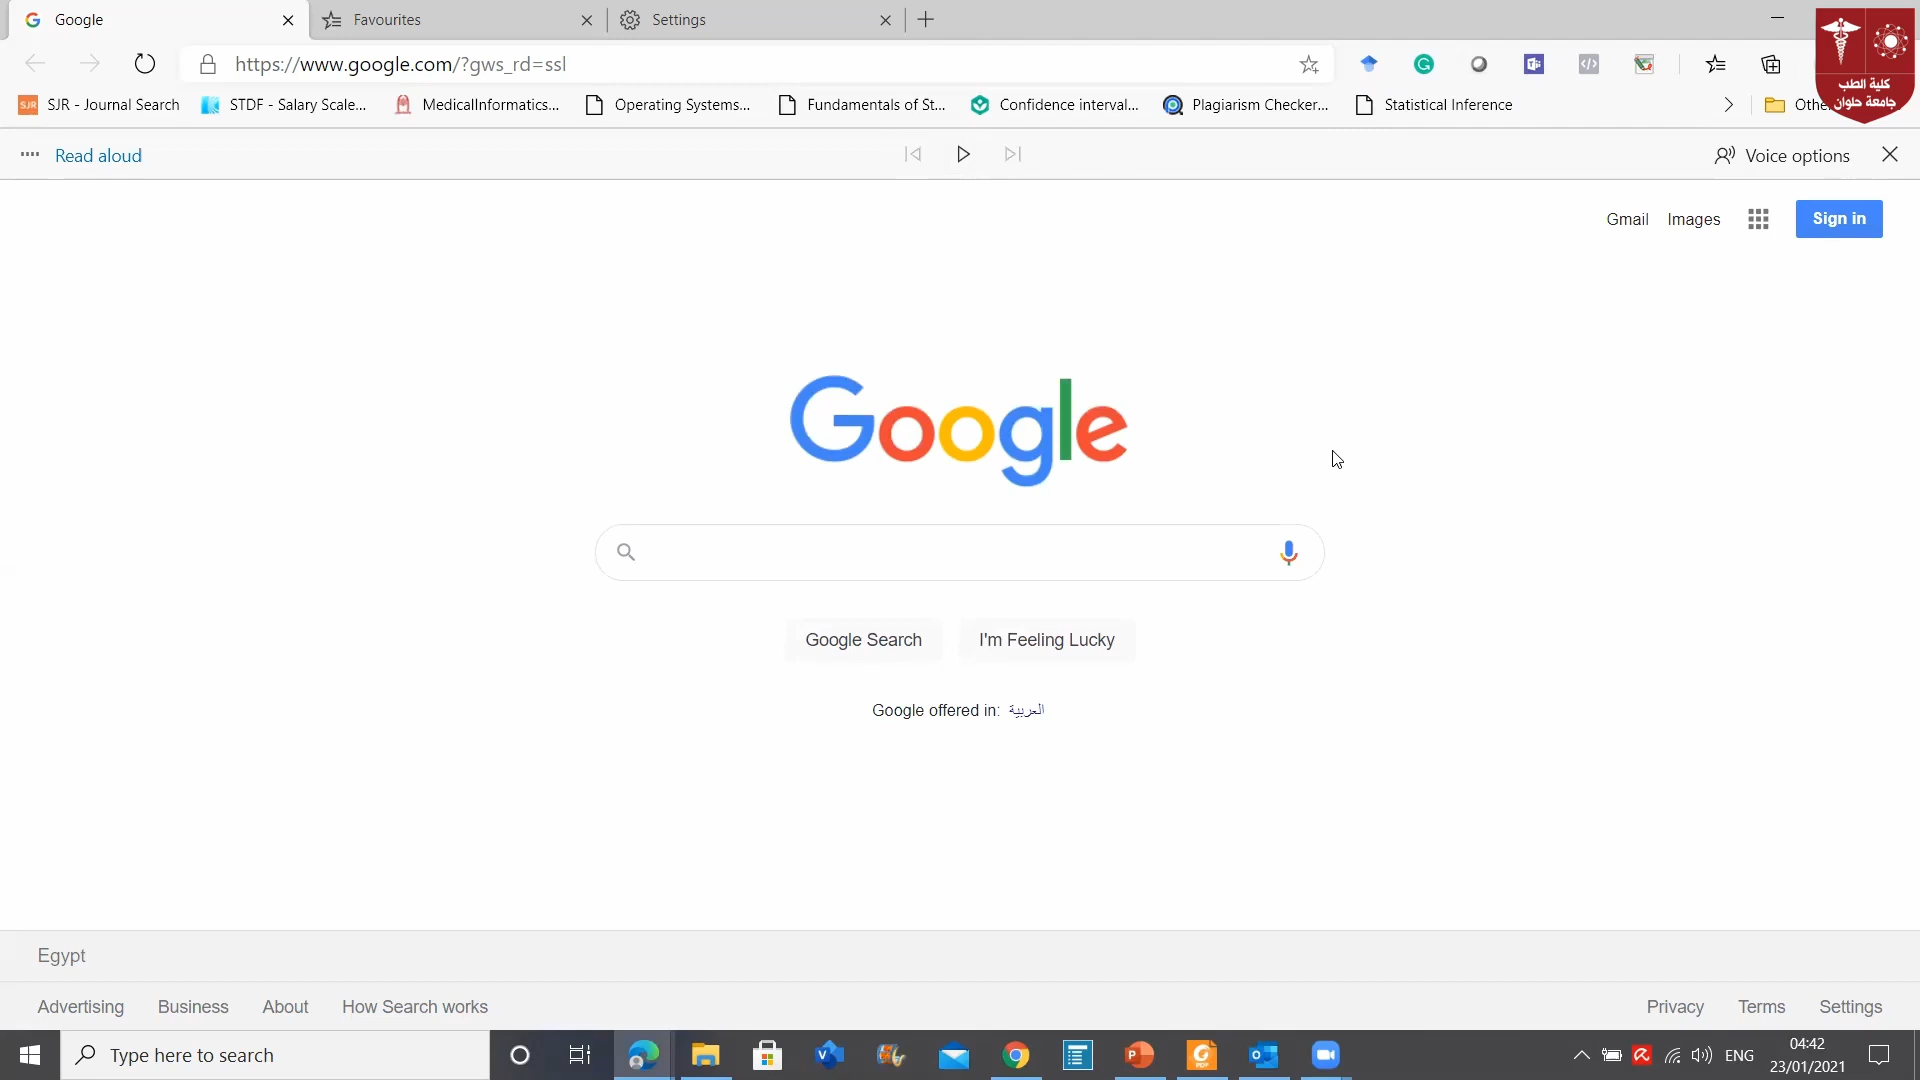 Google
Favourites
Settings
https://www.google.com/?gws_rd=ssl
SJR
SJR - Journal Search
STDF - Salary Scale...
MedicalInformatics...
Operating Systems...
Fundamentals of St...
Confidence interval...
Plagiarism Checker...
Statistical Inference
كلية الطب
جامعة حلوان
Read aloud
Voice options
Gmail
Images
Sign in
Google
Google Search
I'm Feeling Lucky
Google offered in: العربية
Egypt
Advertising
Business
About
How Search works
Privacy
Terms
Settings
Type here to search
ENG
04:42
23/01/2021